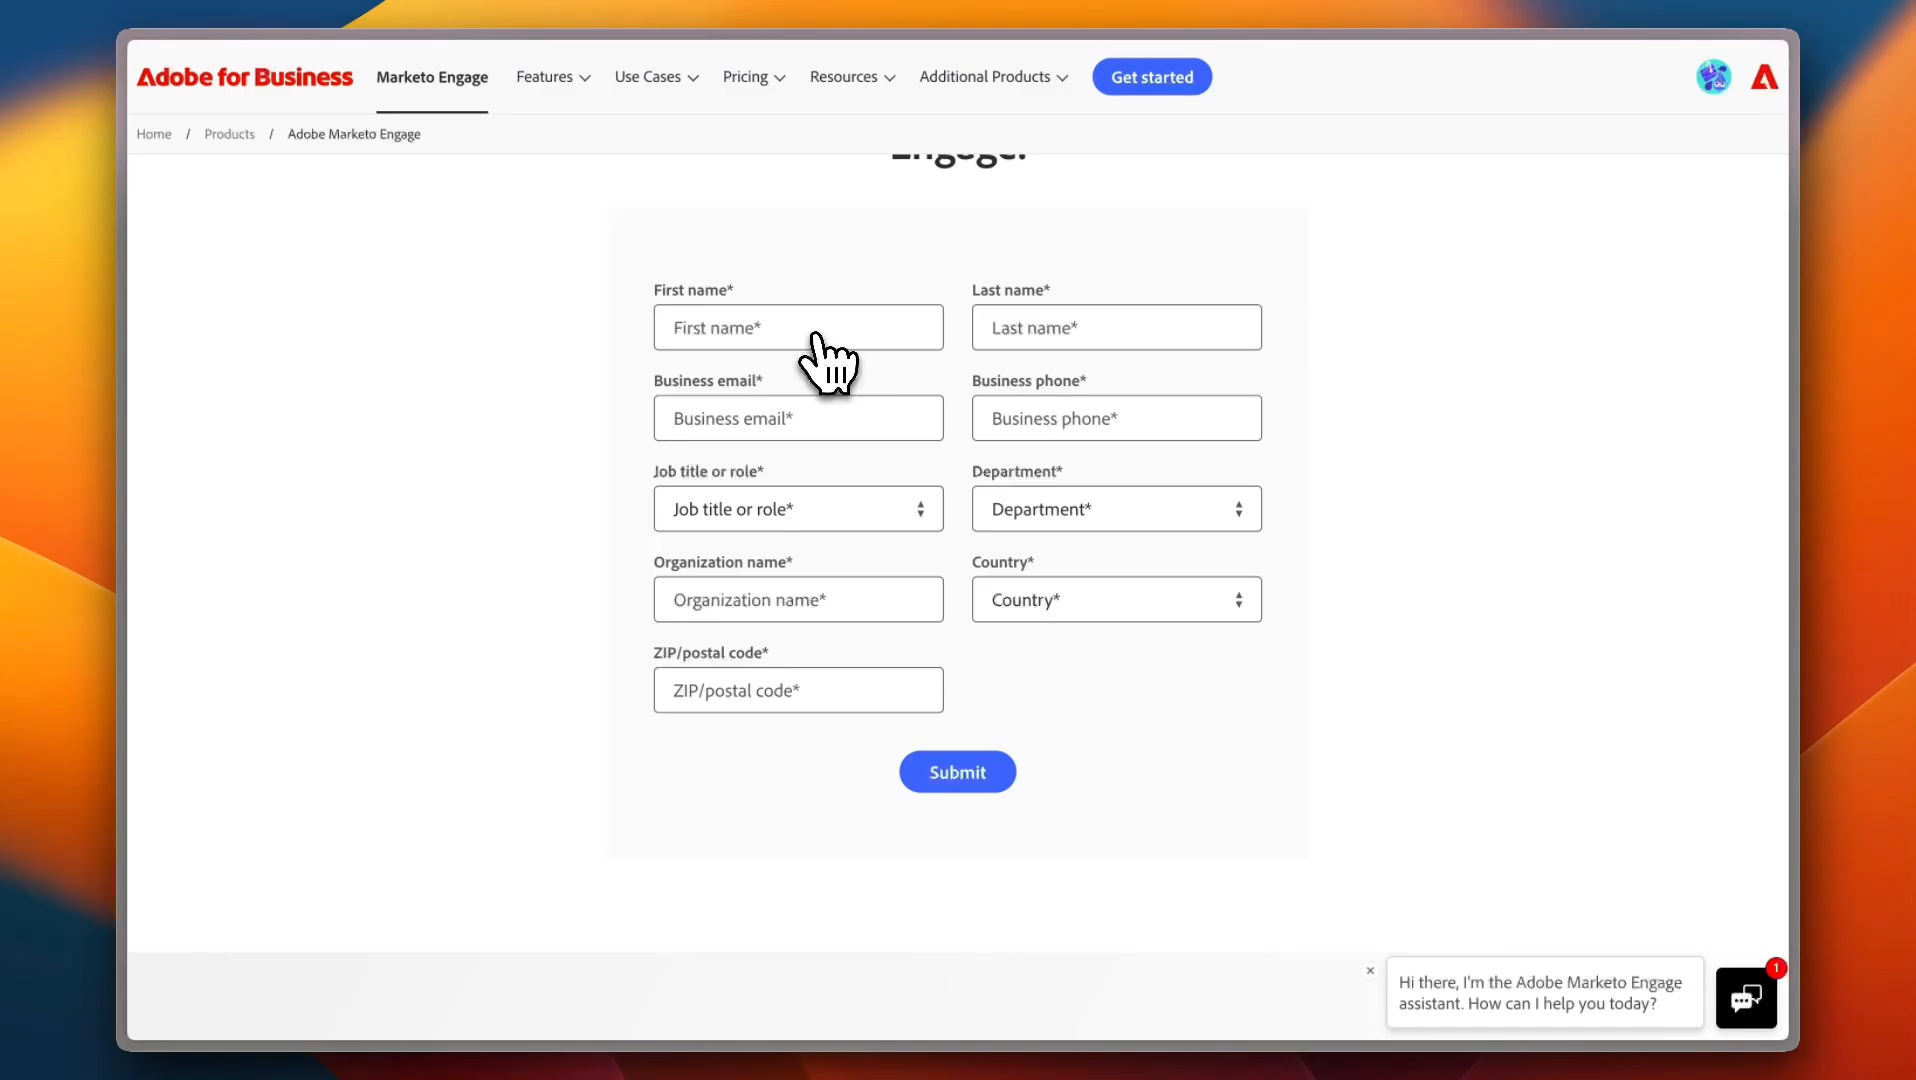 Adobe for Business
Marketo Engage
Features
Use Cases
Pricing
Resources
Additional Products
Get started
Home / Products / Adobe Marketo Engage
Engage.
First name*
Last name*
First name*
Last name*
Business email*
Business phone*
Business email*
Business phone*
Job title or role*
Department*
Job title or role*
Department*
Organization name*
Country*
Organization name*
Country*
ZIP/postal code*
ZIP/postal code*
Submit
1
Hi there, I'm the Adobe Marketo Engage
assistant. How can I help you today?